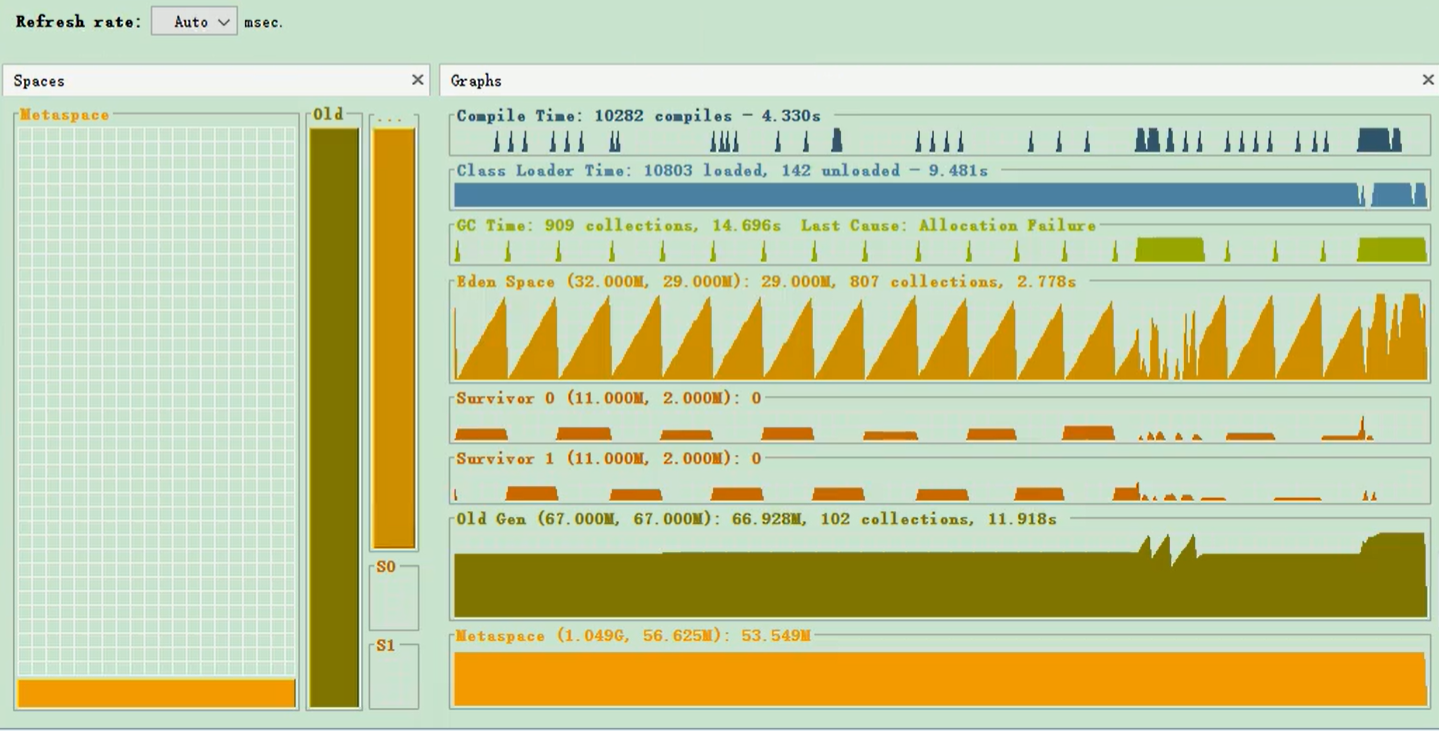 Refresh rate: Auto msec.
Spaces
Graphs
Metaspace
Old
...
S0
S1
Compile Time: 10282 compiles - 4.330s
Class Loader Time: 10803 loaded, 142 unloaded - 9.481s
GC Time: 909 collections, 14.696s Last Cause: Allocation Failure
Eden Space (32.000M, 29.000M): 29.000M, 807 collections, 2.778s
Survivor 0 (11.000M, 2.000M): 0
Survivor 1 (11.000M, 2.000M): 0
Old Gen (67.000M, 67.000M): 66.928M, 102 collections, 11.918s
Metaspace (1.049G, 56.625M): 53.549M